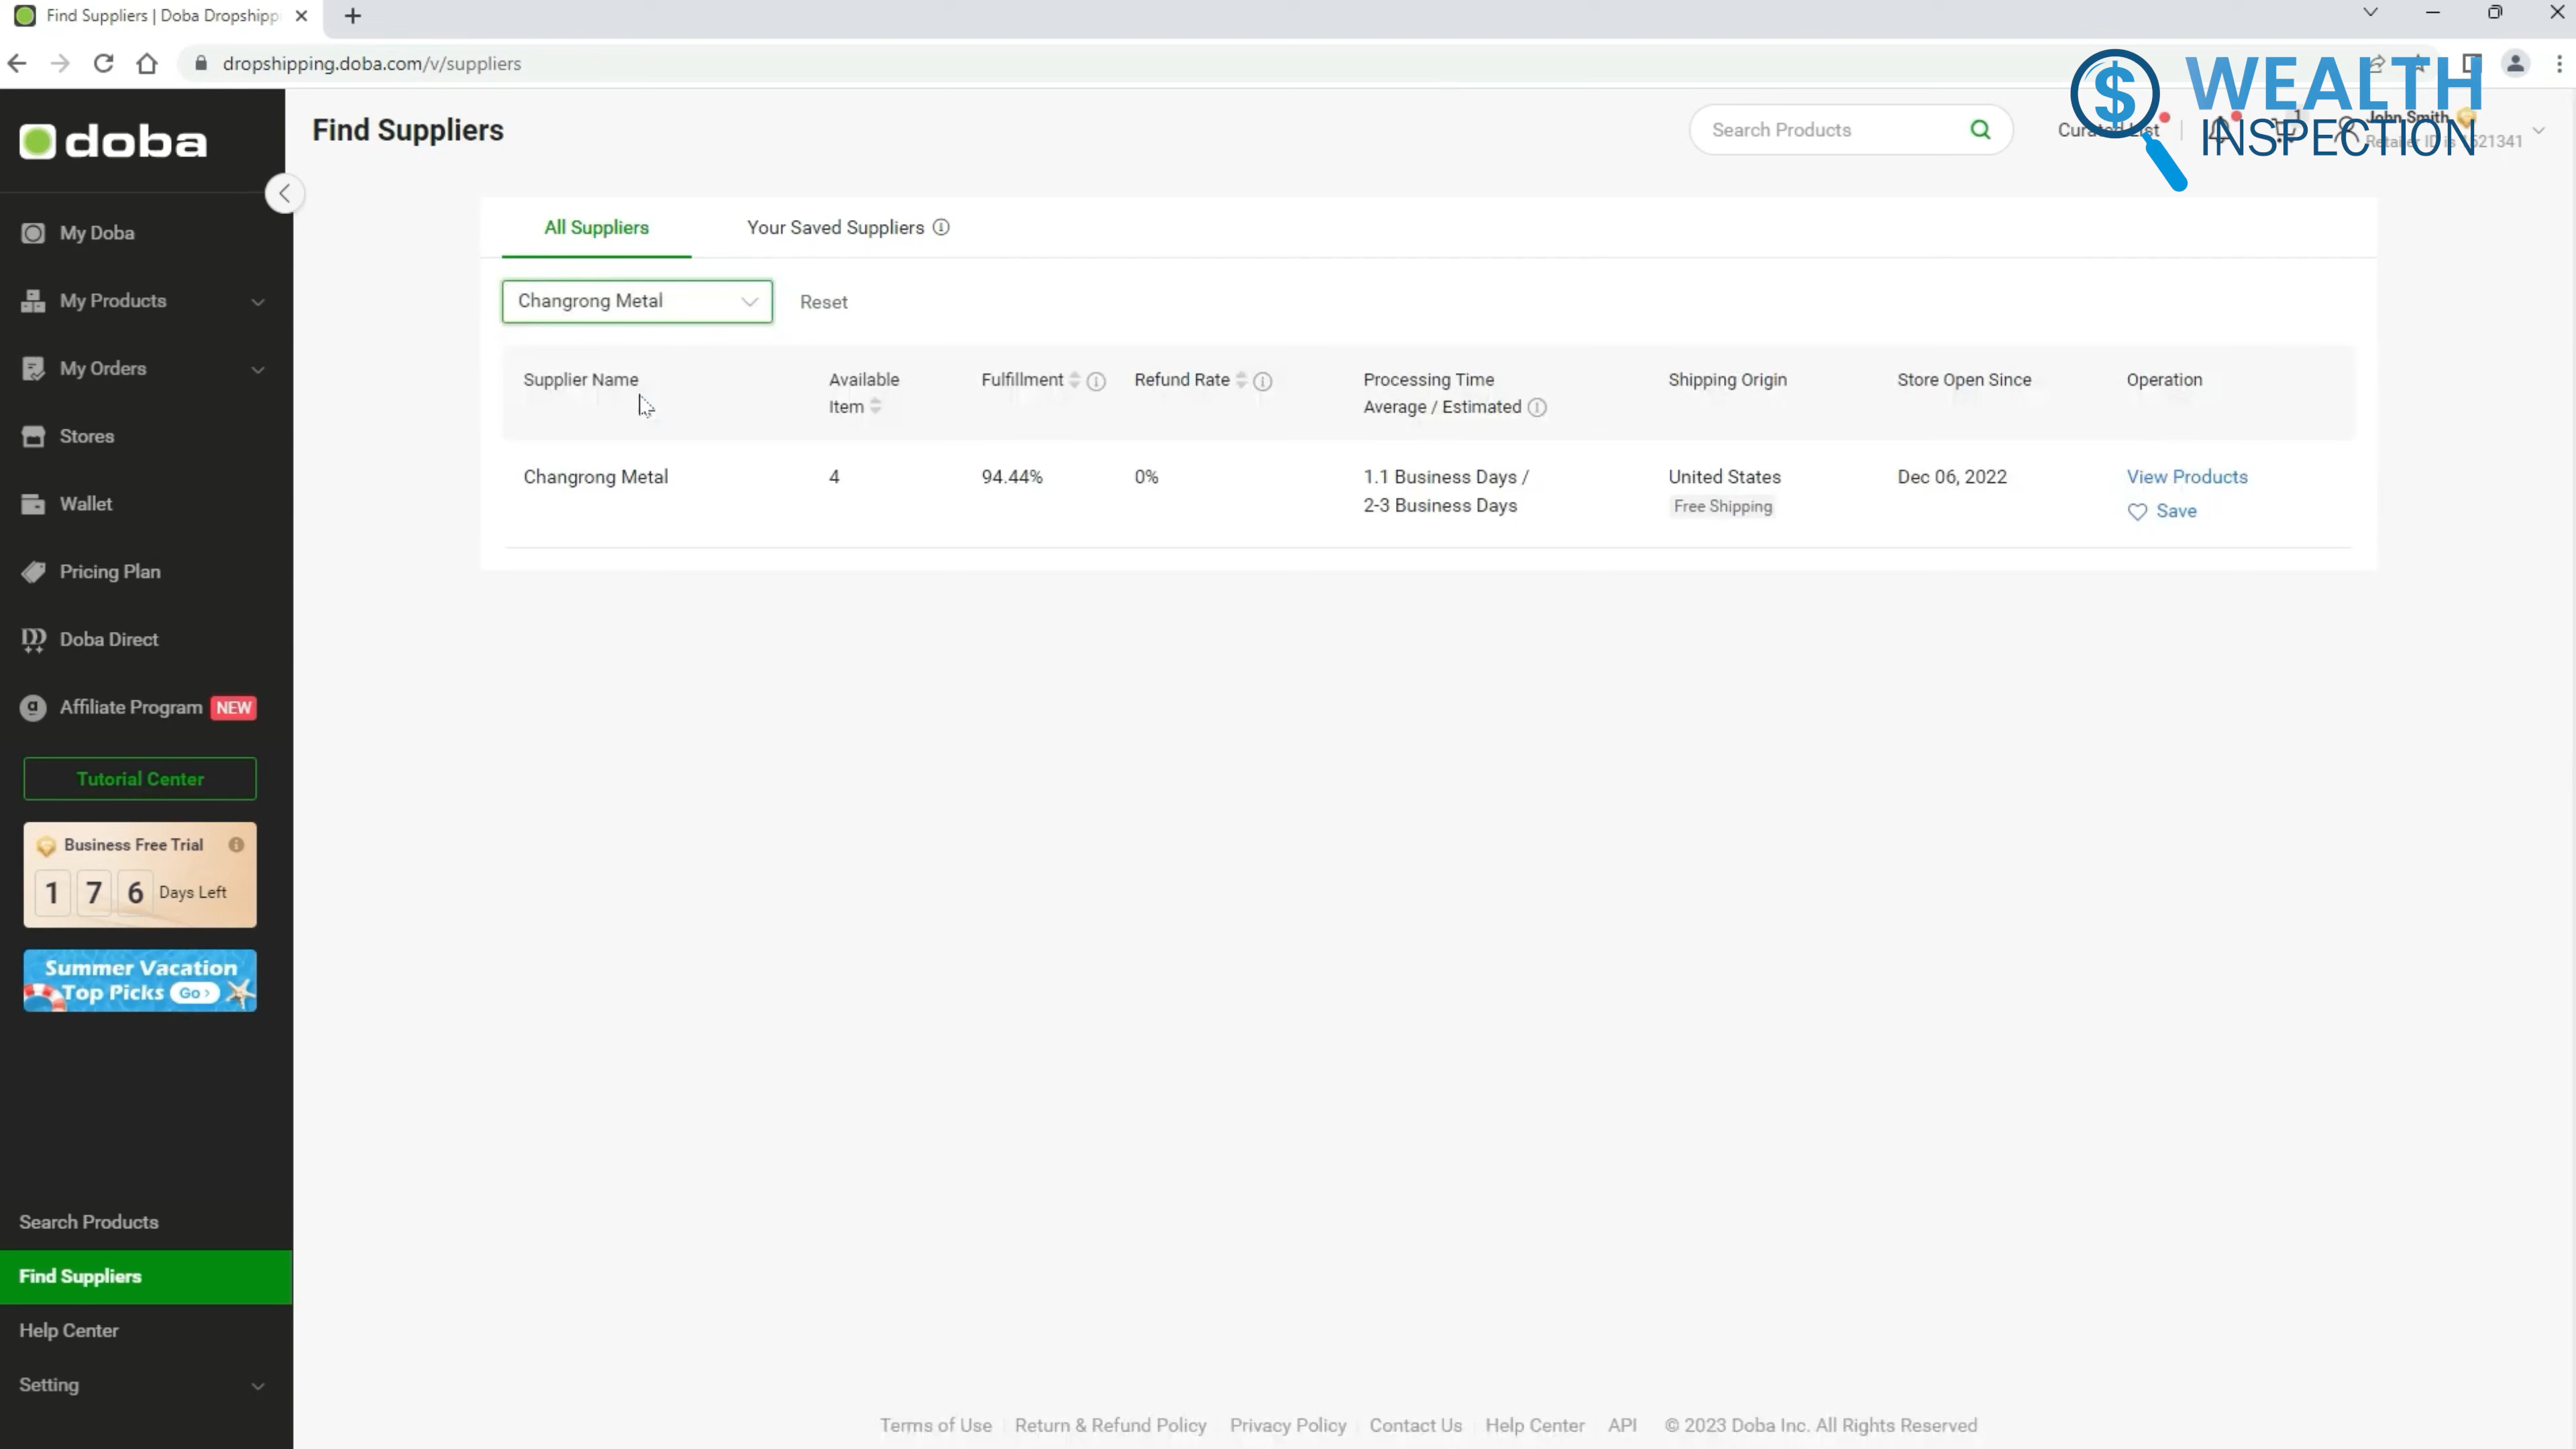 Find Suppliers | Doba Dropshipp
dropshipping.doba.com/v/suppliers
WEALTH
INSPECTION
doba
Find Suppliers
Search Products
Curated List
1
John Smith
My Doba
My Products
My Orders
Stores
Wallet
Pricing Plan
Doba Direct
Affiliate Program NEW
Tutorial Center
Business Free Trial
1 7 6 Days Left
Summer Vacation
Top Picks Go >
Search Products
Find Suppliers
Help Center
Setting
All Suppliers Your Saved Suppliers
Changrong Metal Reset
Supplier Name
Available
Item
Fulfillment
Refund Rate
Processing Time
Average / Estimated
Shipping Origin
Store Open Since
Operation
Changrong Metal
4
94.44%
0%
1.1 Business Days /
2-3 Business Days
United States
Free Shipping
Dec 06, 2022
View Products
Save
Terms of Use Return & Refund Policy Privacy Policy Contact Us Help Center API © 2023 Doba Inc. All Rights Reserved